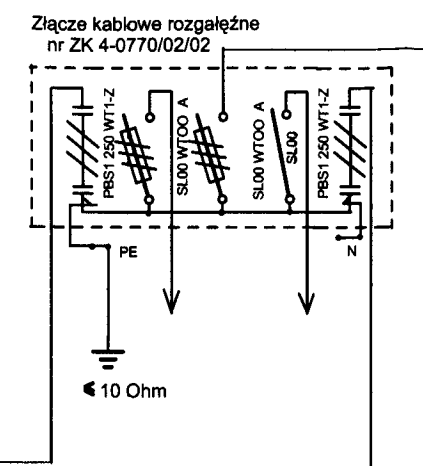 Złącze kablowe rozgałęźne
nr ZK 4-0770/02/02
PBS1 250 WT1-Z
SL00 WTOO A
SL00 WTOO A
SL00
PBS1 250 WT1-Z
PE
N
≤ 10 Ohm